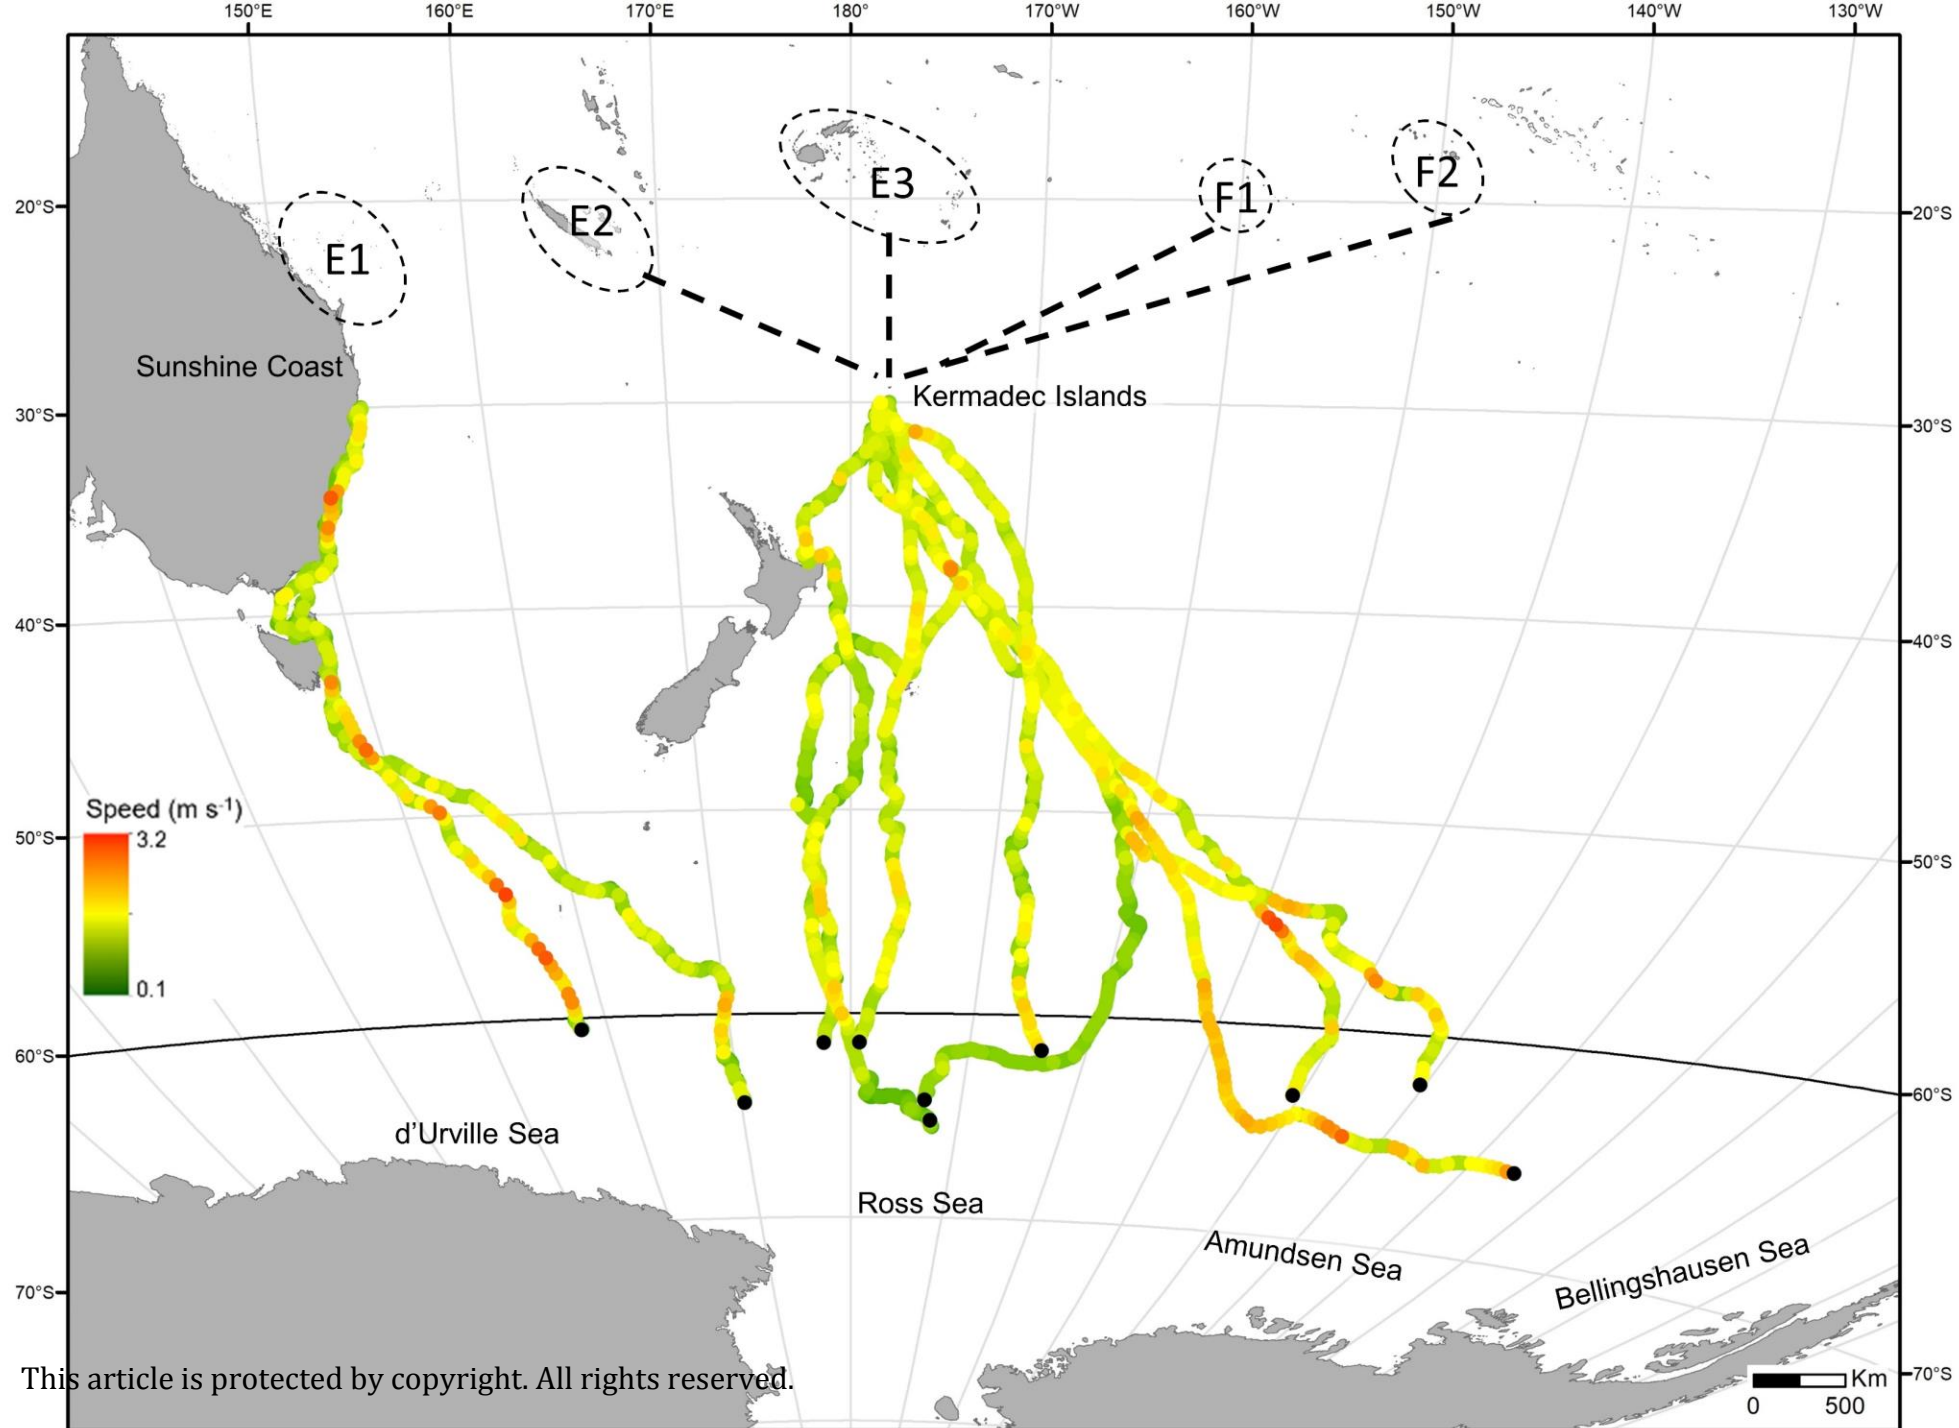 150°E 160°E 170°E 180° 170°W 160°W 150°W 140°W 130°W
E3
F2
F1
20°S
20°S
E2
E1
Sunshine Coast
Kermadec Islands
30°S
30°S
40°S
40°S
Speed (m s-1)
3.2
50°S
50°S
0.1
60°S
60°S
d'Urville Sea
Ross Sea
Amundsen Sea
Bellingshausen Sea
70°S
70°S
This article is protected by copyright. All rights reserved.
Km
0 500